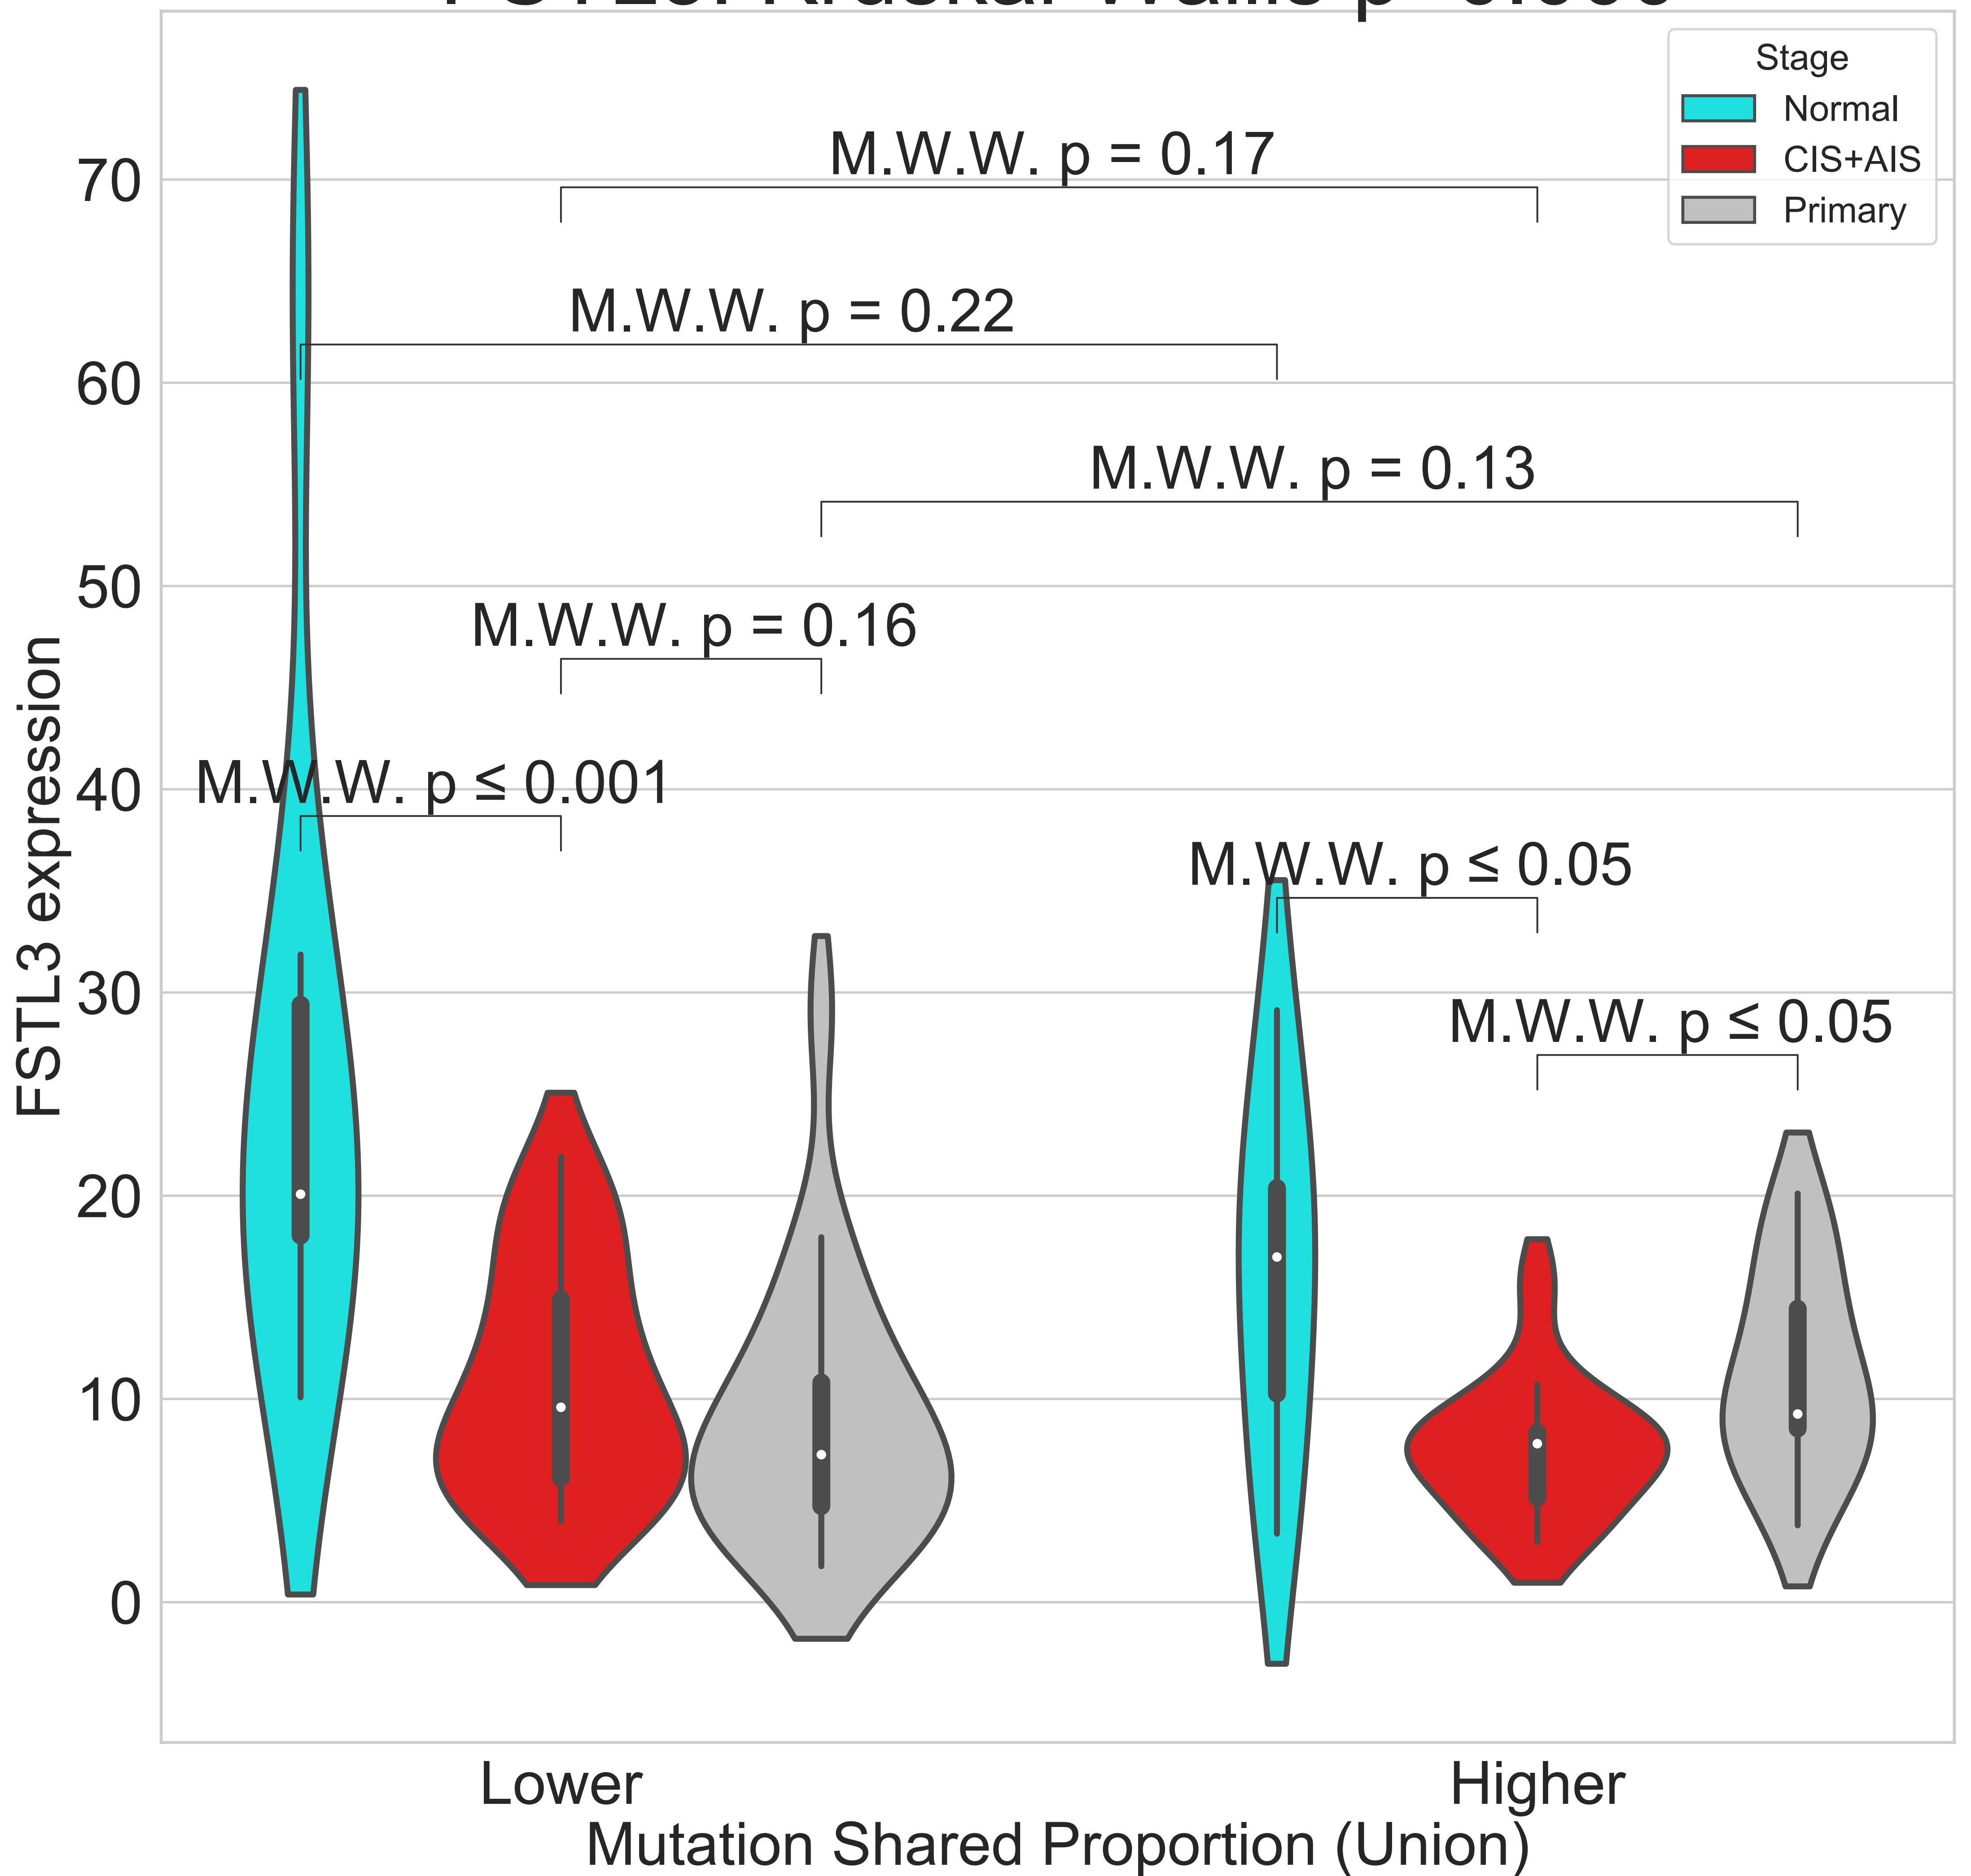 Stage
Normal
CIS+AIS
Primary
M.W.W. p = 0.17
M.W.W. p = 0.22
M.W.W. p = 0.13
M.W.W. p = 0.16
M.W.W. p ≤ 0.001
M.W.W. p ≤ 0.05
M.W.W. p ≤ 0.05
FSTL3 expression
70
60
50
40
30
20
10
0
Lower
Higher
Mutation Shared Proportion (Union)